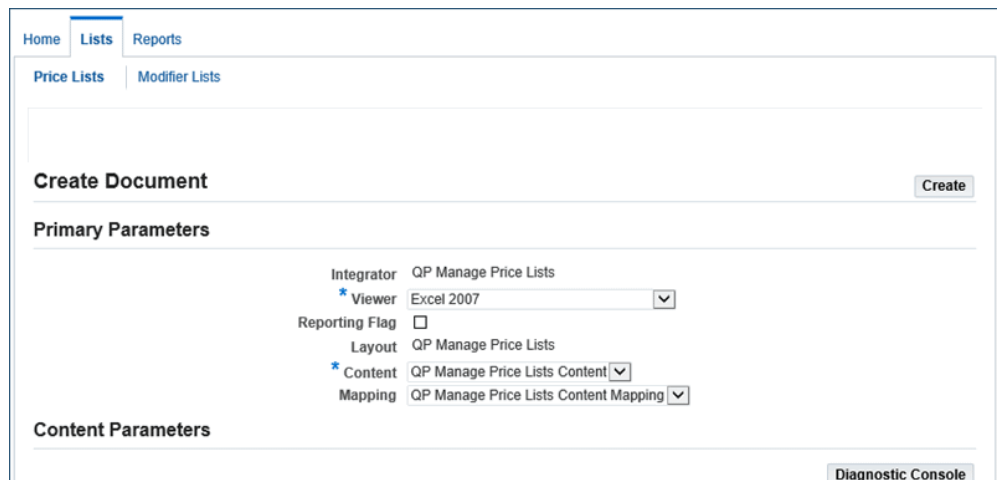 Home Lists Reports
Price Lists Modifier Lists
Create Document Create
Primary Parameters
Integrator QP Manage Price Lists
* Viewer Excel 2007
Reporting Flag
Layout QP Manage Price Lists
* Content QP Manage Price Lists Content
Mapping QP Manage Price Lists Content Mapping
Content Parameters
Diagnostic Console